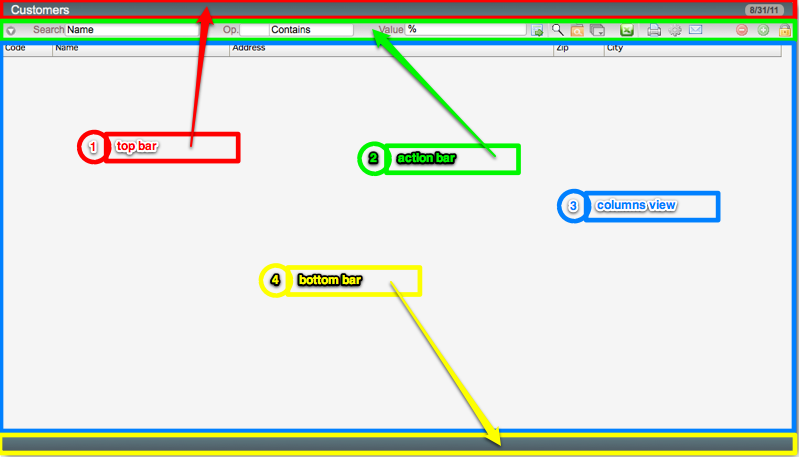 Customers 8/31/11
Search Name Op. Contains Value %
Code Name Address Zip City
1 top bar
2 action bar
3 columns view
4 bottom bar